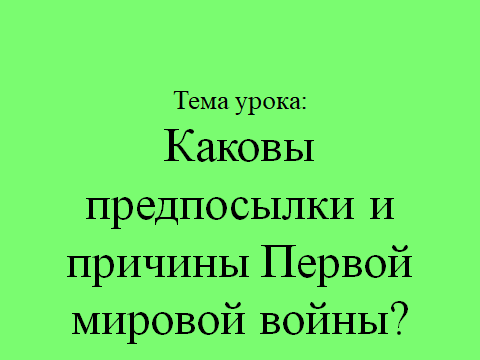 Тема урока:
Каковы
предпосылки и
причины Первой
мировой войны?